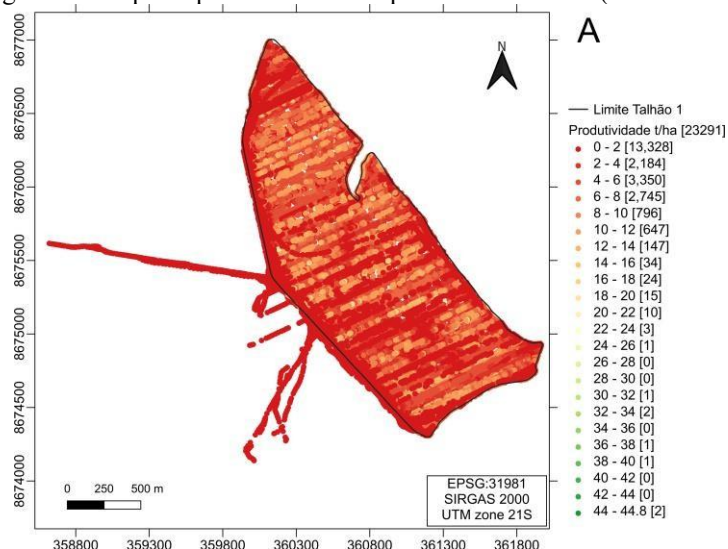 A
N
Limite Talhão 1
Produtividade t/ha [23291]
0 - 2 [13,328]
2 - 4 [2,184]
4 - 6 [3,350]
6 - 8 [2,745]
8 - 10 [796]
10 - 12 [647]
12 - 14 [147]
14 - 16 [34]
16 - 18 [24]
18 - 20 [15]
20 - 22 [10]
22 - 24 [3]
24 - 26 [1]
26 - 28 [0]
28 - 30 [0]
30 - 32 [1]
32 - 34 [2]
34 - 36 [0]
36 - 38 [1]
38 - 40 [1]
40 - 42 [0]
42 - 44 [0]
44 - 44.8 [2]
8677000
8676500
8676000
8675500
8675000
8674500
8674000
0 250 500 m
EPSG:31981
SIRGAS 2000
UTM zone 21S
358800 359300 359800 360300 360800 361300 361800